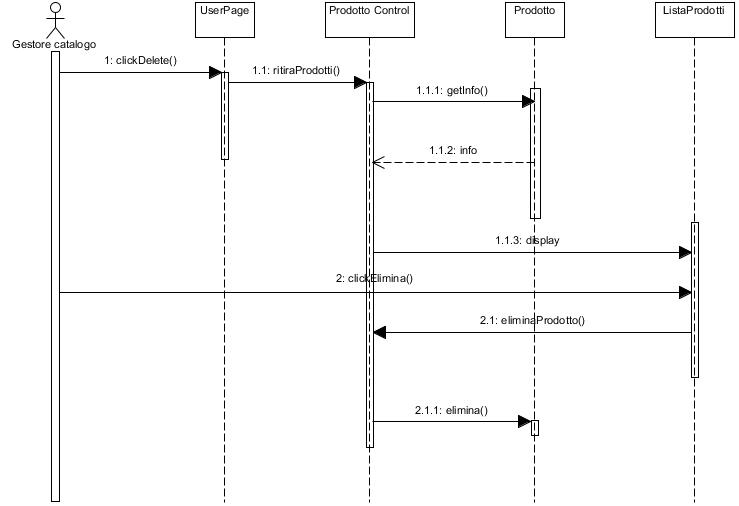 UserPage
Prodotto Control
Prodotto
ListaProdotti
Gestore catalogo
1: clickDelete()
1.1: ritiraProdotti()
1.1.1: getInfo()
1.1.2: info
1.1.3: display
2: clickElimina()
2.1: eliminaProdotto()
2.1.1: elimina()